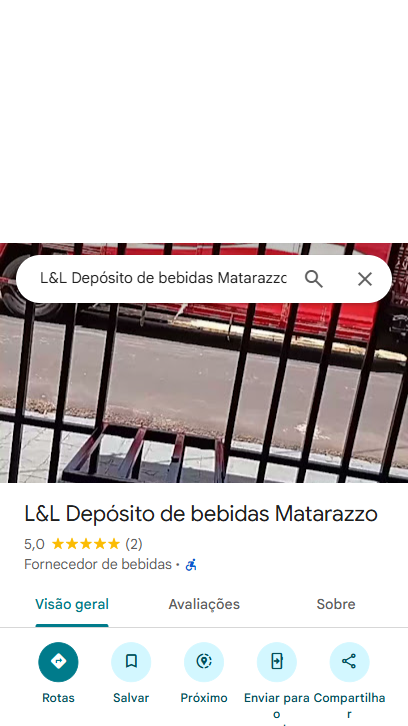 L&L Depósito de bebidas Matarazzo
L&L Depósito de bebidas Matarazzo
5,0 (2)
Fornecedor de bebidas ·
Visão geral Avaliações Sobre
Rotas Salvar Próximo Enviar para o Compartilhar